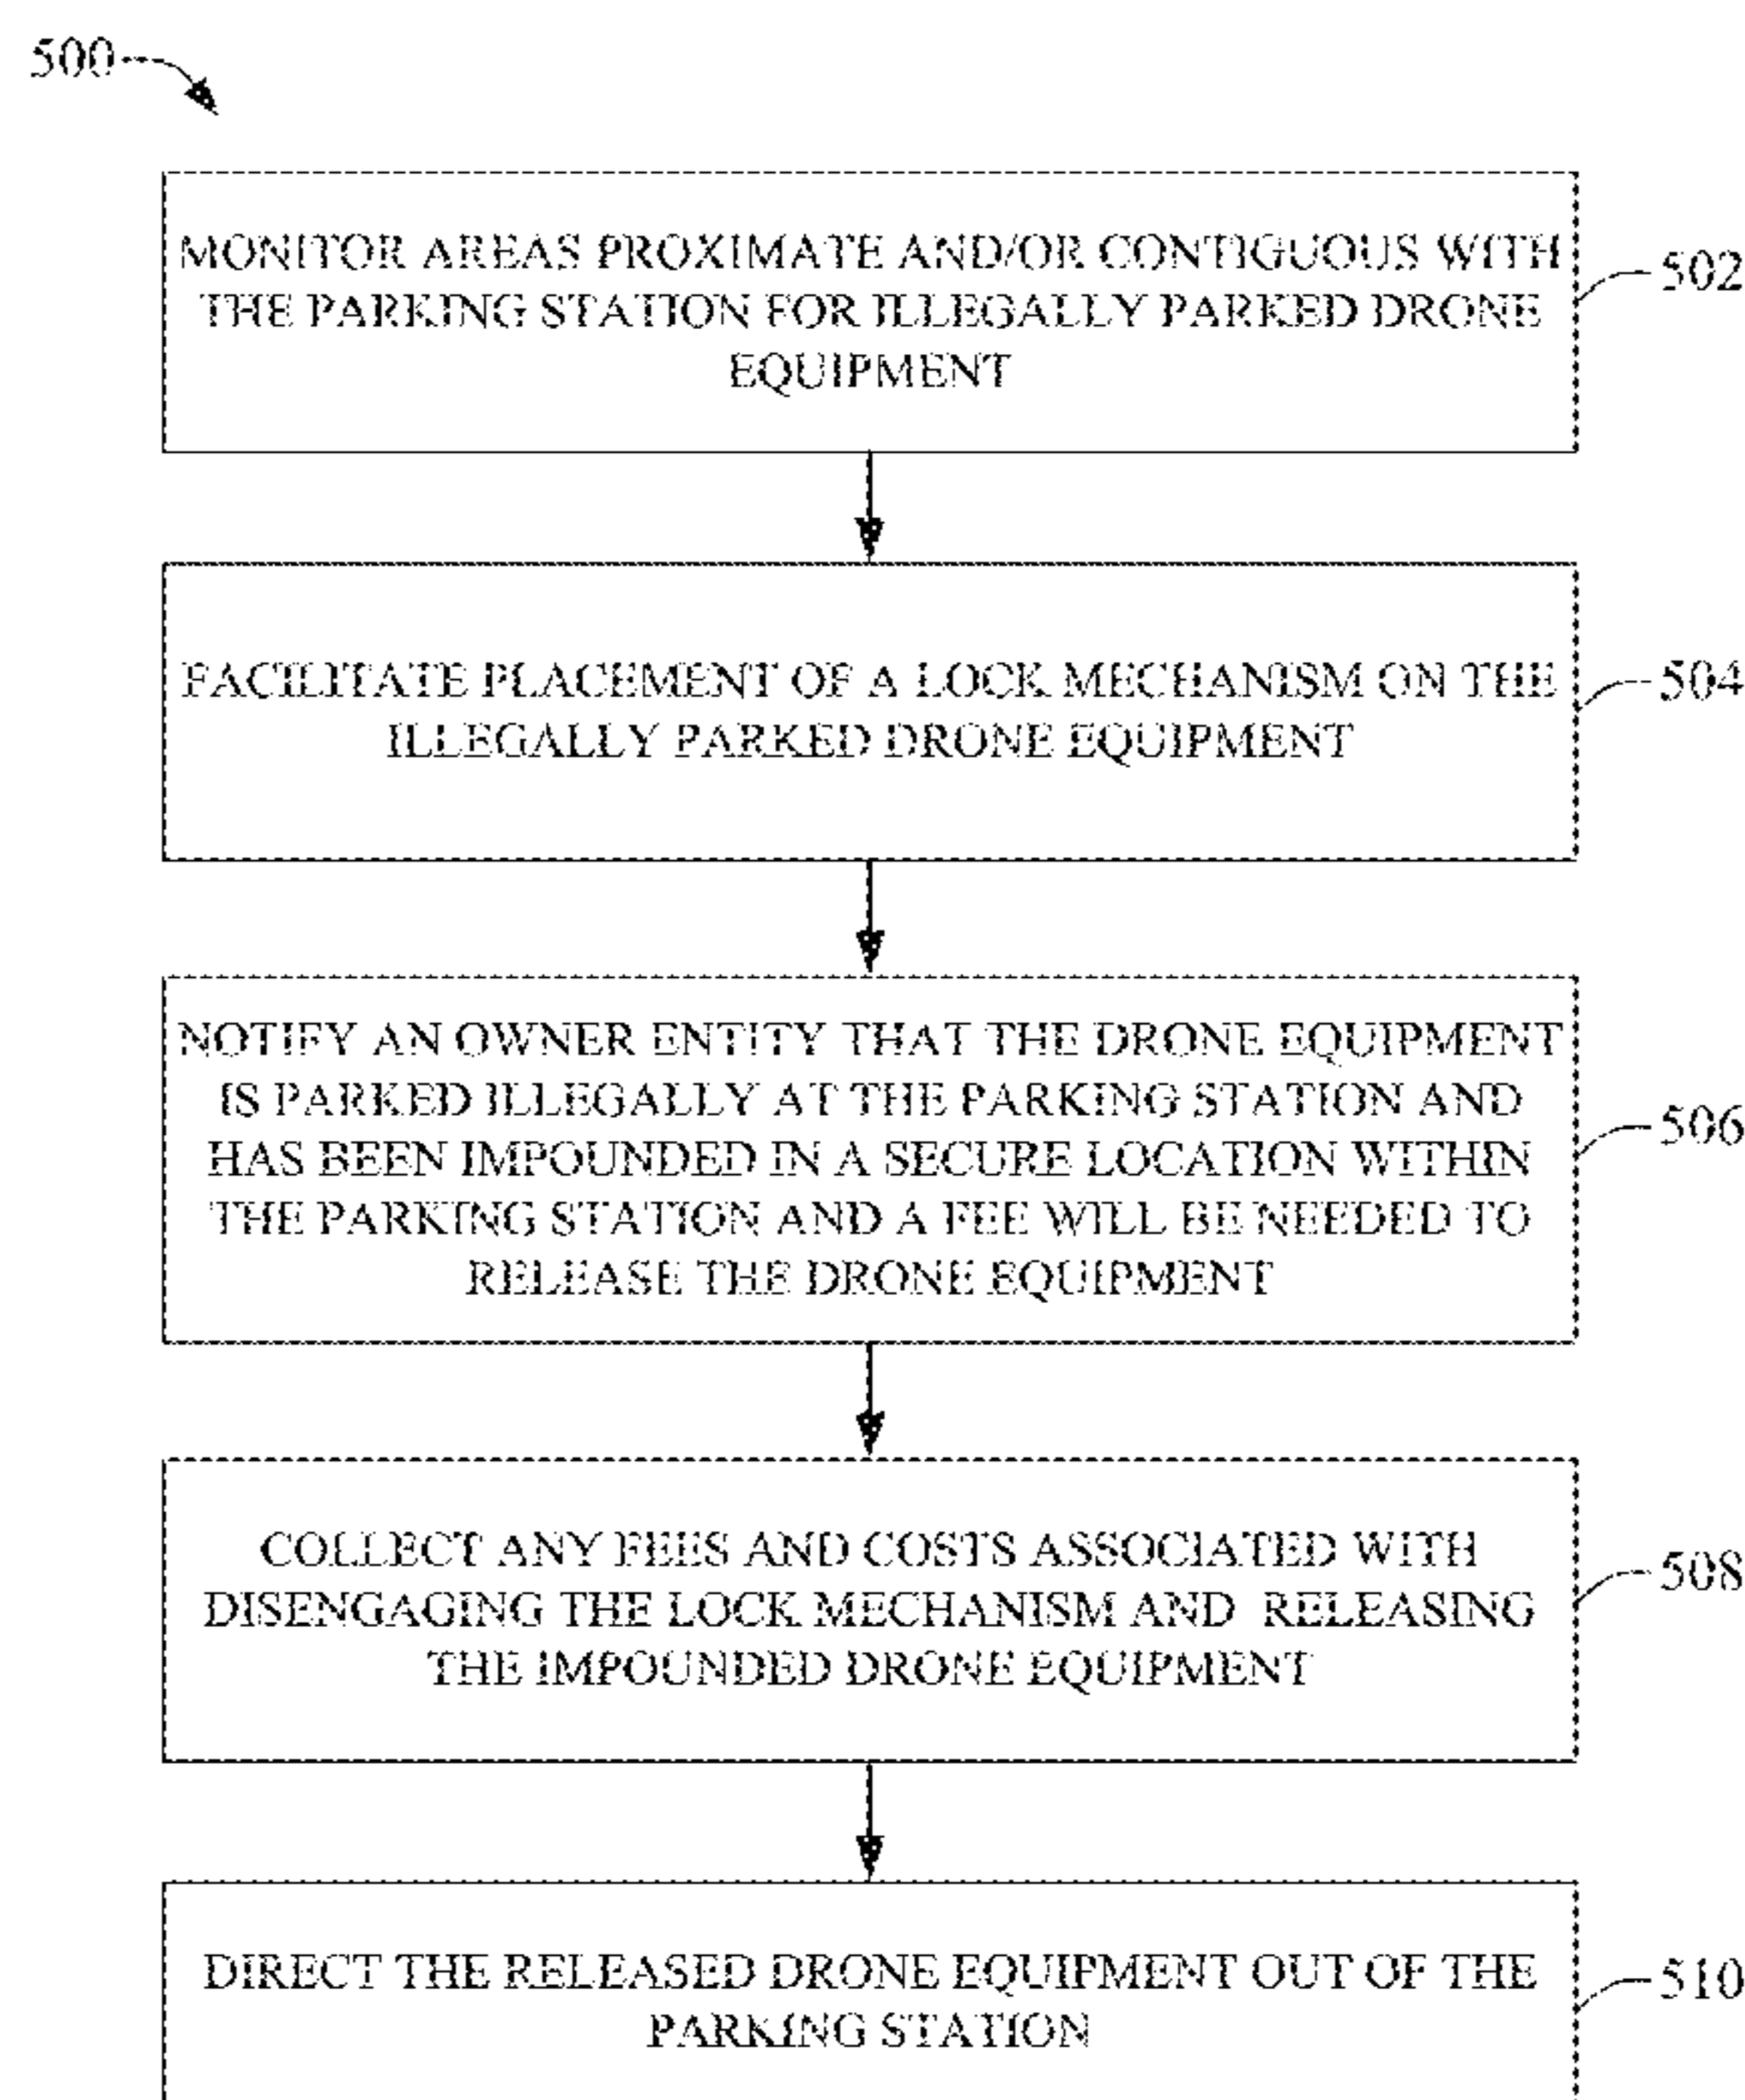 500
MONITOR AREAS PROXIMATE AND/OR CONTIGUOUS WITH
THE PARKING STATION FOR ILLEGALLY PARKED DRONE
EQUIPMENT
502
FACILITATE PLACEMENT OF A LOCK MECHANISM ON THE
ILLEGALLY PARKED DRONE EQUIPMENT
504
NOTIFY AN OWNER ENTITY THAT THE DRONE EQUIPMENT
IS PARKED ILLEGALLY AT THE PARKING STATION AND
HAS BEEN IMPOUNDED IN A SECURE LOCATION WITHIN
THE PARKING STATION AND A FEE WILL BE NEEDED TO
RELEASE THE DRONE EQUIPMENT
506
COLLECT ANY FEES AND COSTS ASSOCIATED WITH
DISENGAGING THE LOCK MECHANISM AND RELEASING
THE IMPOUNDED DRONE EQUIPMENT
508
DIRECT THE RELEASED DRONE EQUIPMENT OUT OF THE
PARKING STATION
510